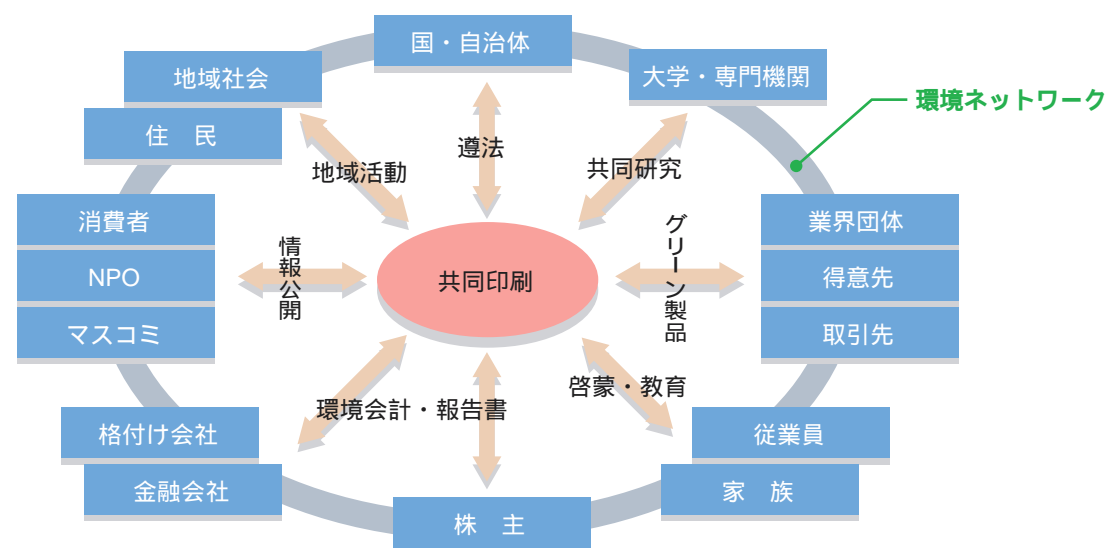 国・自治体
地域社会
大学・専門機関
環境ネットワーク
住　民
遵法
地域活動
共同研究
消費者
業界団体
情報公開
グリーン製品
NPO
共同印刷
得意先
マスコミ
取引先
啓蒙・教育
環境会計・報告書
格付け会社
従業員
金融会社
家　族
株　主